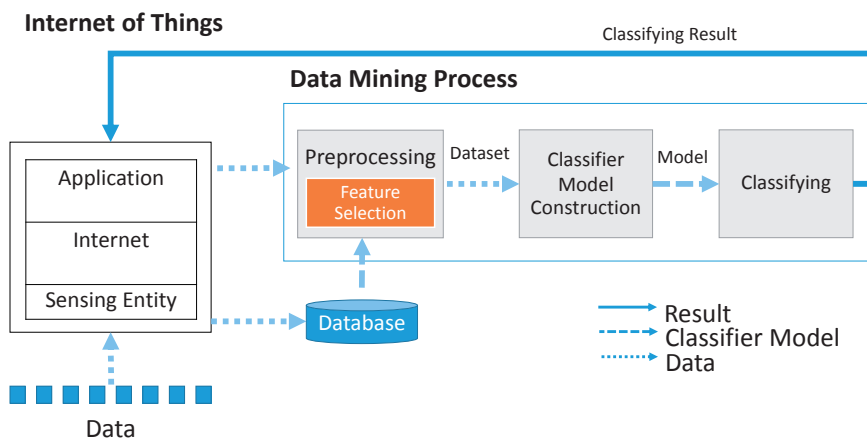 Internet of Things
Classifying Result
Data Mining Process
Preprocessing
Feature
Selection
Dataset
Classifier
Model
Construction
Model
Classifying
Application
Internet
Sensing Entity
Database
Result
Classifier Model
Data
Data